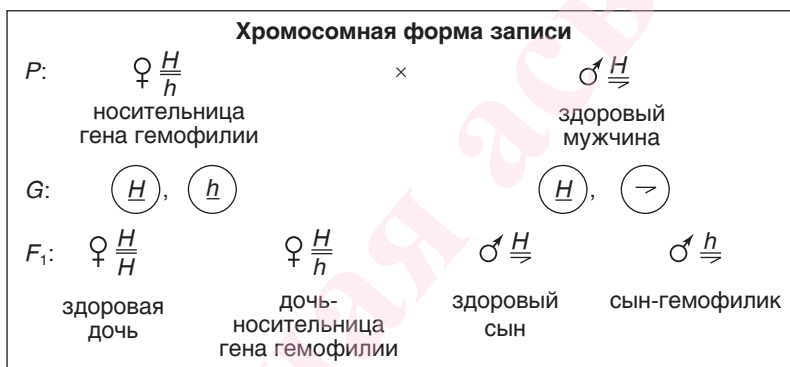 Хромосомная форма записи
P: ♀ H/h × ♂ H/⇁
носительница гена гемофилии здоровый мужчина
G: H, h H, ⇁
F₁: ♀ H/H ♀ H/h ♂ H/⇁ ♂ h/⇁
здоровая дочь дочь-носительница гена гемофилии здоровый сын сын-гемофилик